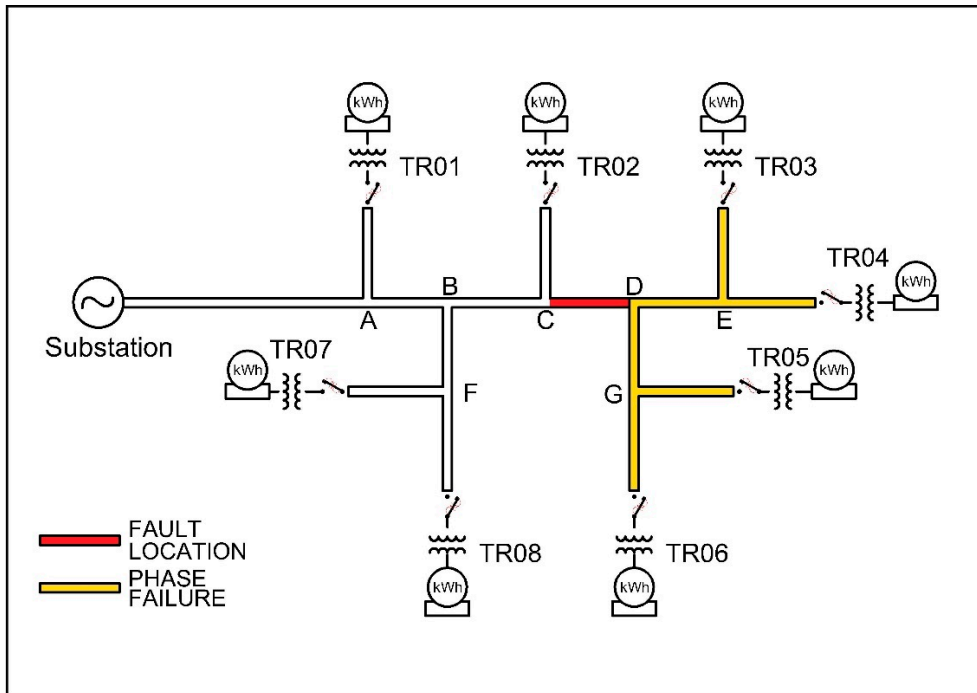 kWh
kWh
kWh
TR01
TR02
TR03
TR04
kWh
B
D
A
C
E
Substation
TR07
TR05
kWh
kWh
F
G
FAULT
LOCATION
TR08
TR06
PHASE
FAILURE
kWh
kWh